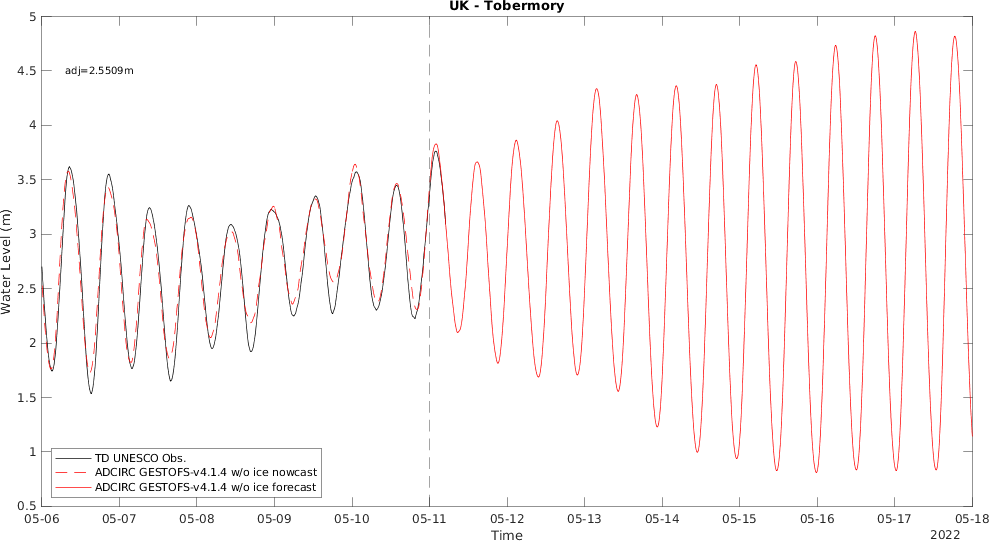 UK - Tobermory
5
4.5
4
3.5
3
2.5
2
1.5
1
0.5
Water Level (m)
adj=2.5509m
TD UNESCO Obs.
ADCIRC GESTOFS-v4.1.4 w/o ice nowcast
ADCIRC GESTOFS-v4.1.4 w/o ice forecast
05-06 05-07 05-08 05-09 05-10 05-11 05-12 05-13 05-14 05-15 05-16 05-17 05-18
Time
2022